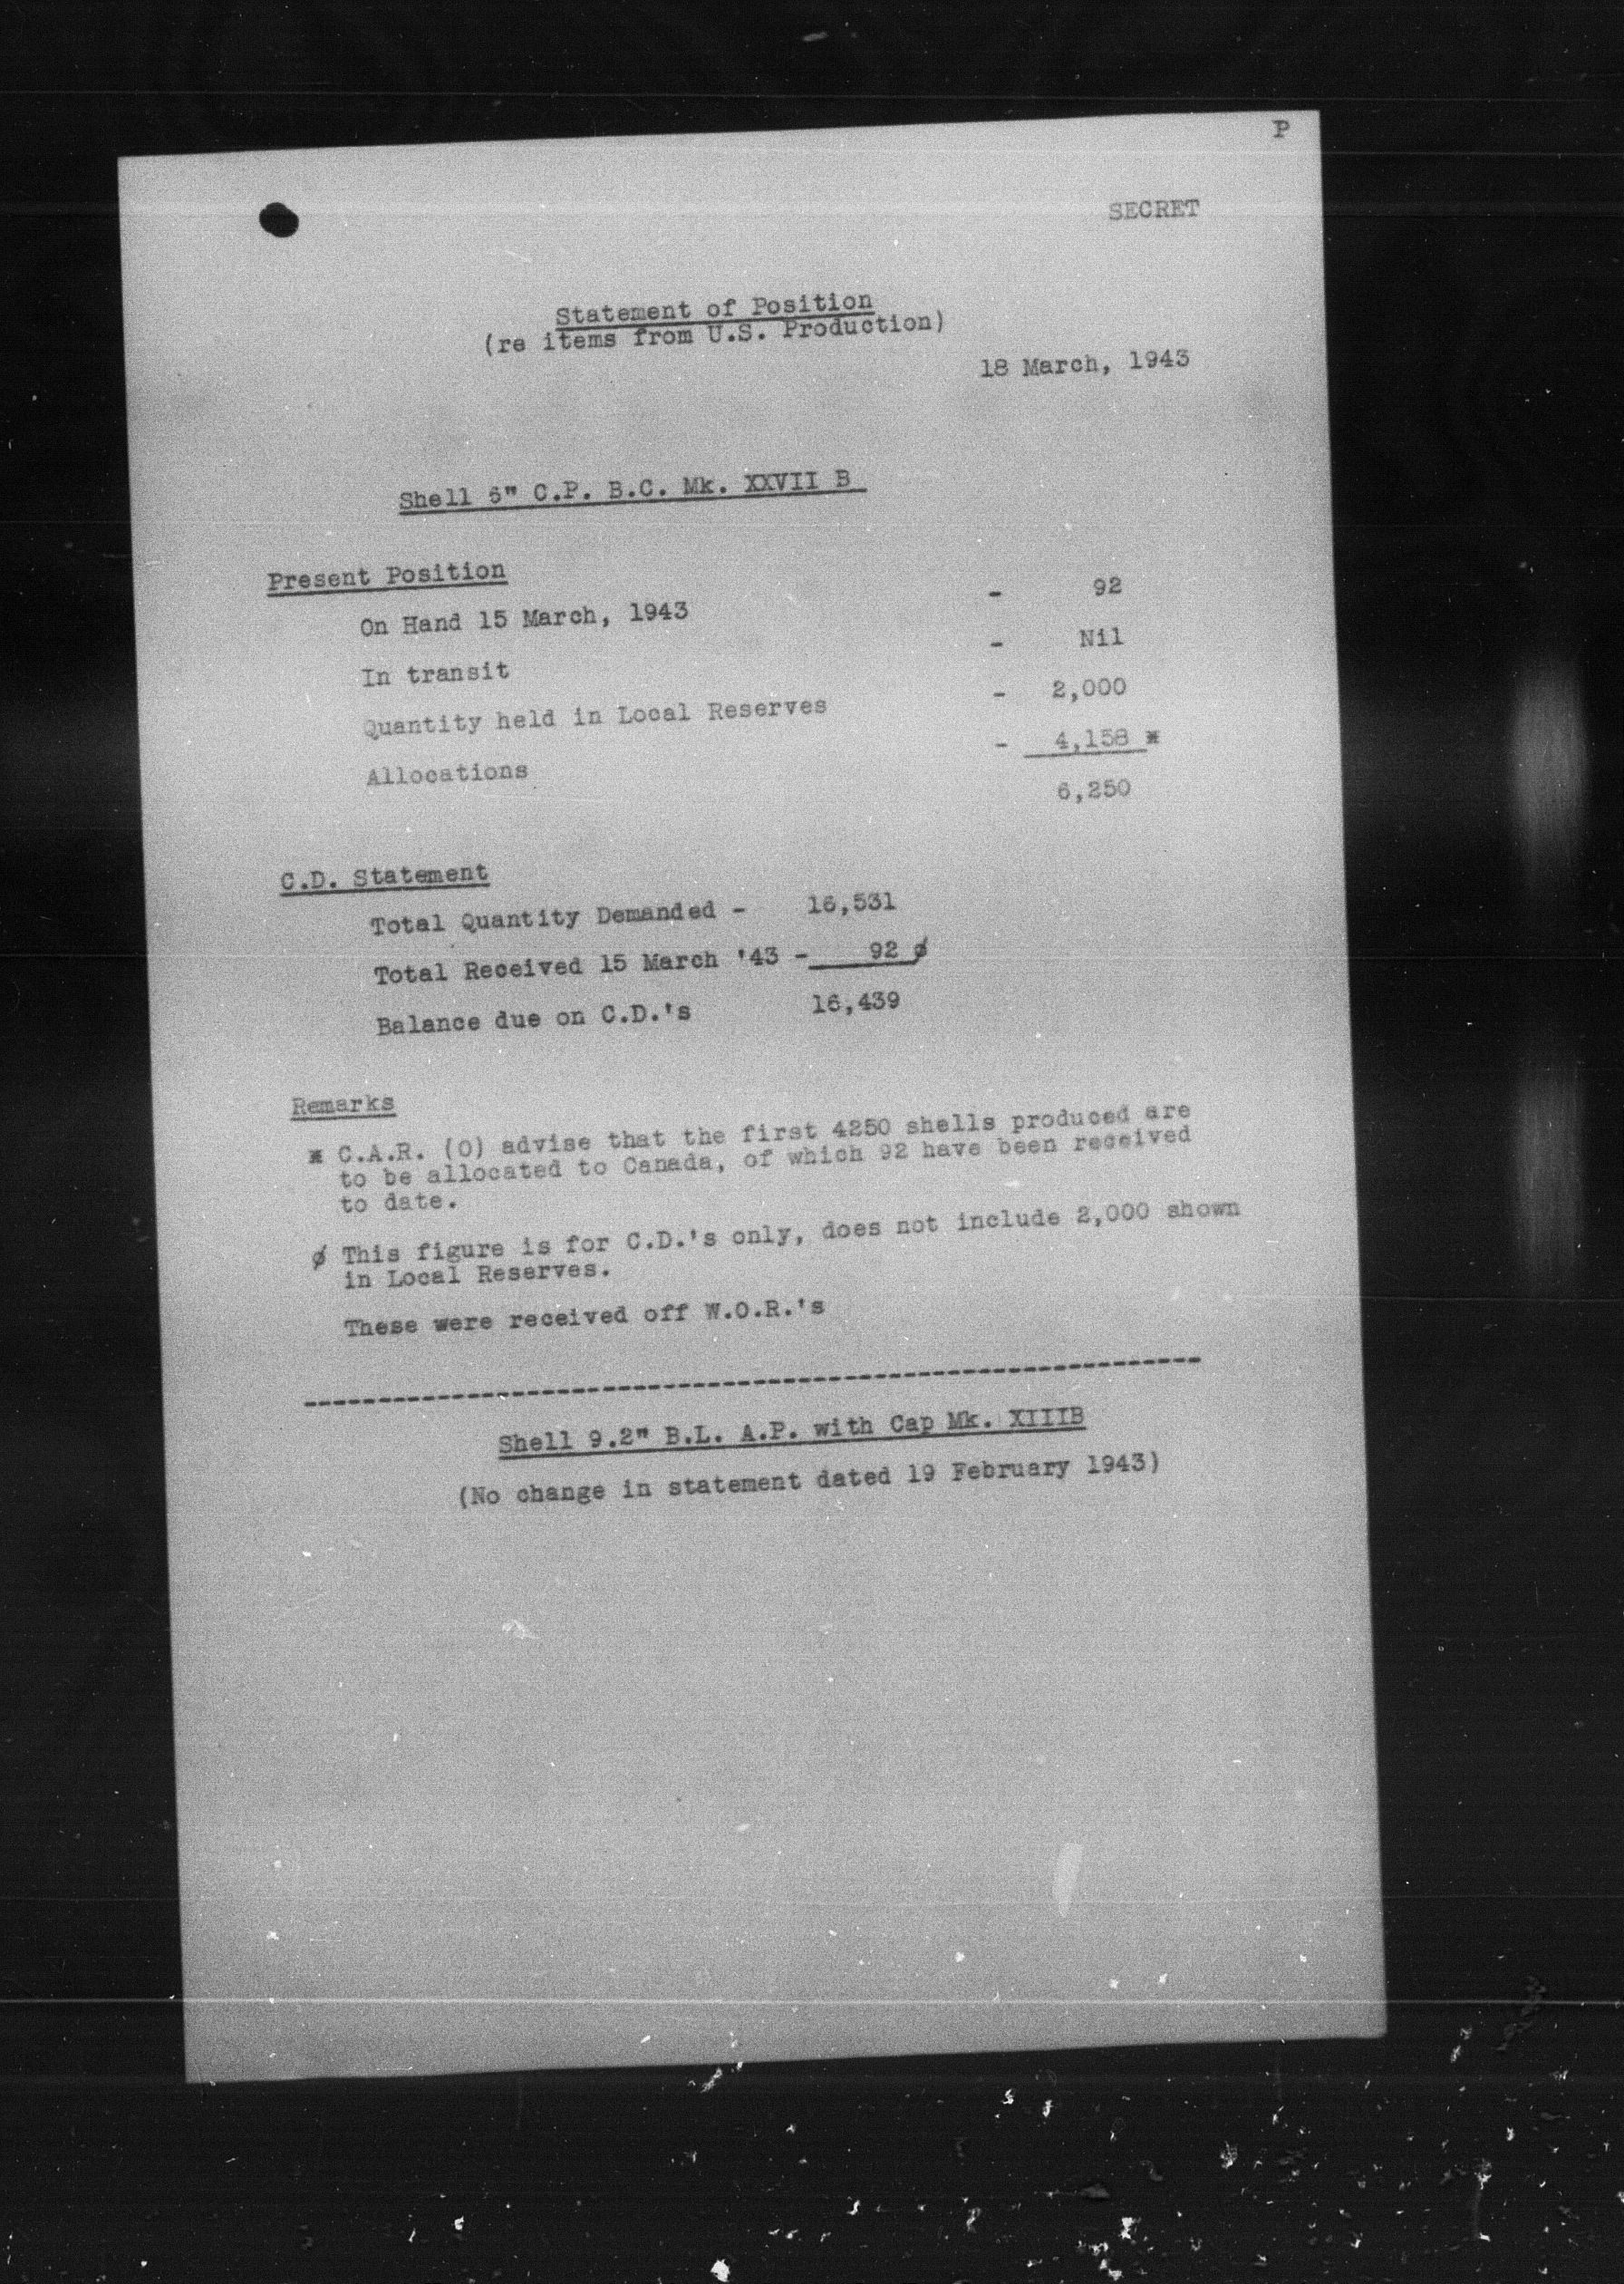 P
SECRET
Statement of Position
(re items from U.S. Production)
18 March, 1943
Shell 6" C.P. B.C. Mk. XXVII B
Present Position
On Hand 15 March, 1943 - 92
In transit - Nil
Quantity held in Local Reserves - 2,000
Allocations - 4,158 *
6,250
C.D. Statement
Total Quantity Demanded - 16,531
Total Received 15 March '43 - 92 ø
Balance due on C.D.'s 16,439
Remarks
* C.A.R. (O) advise that the first 4250 shells produced are
to be allocated to Canada, of which 92 have been received
to date.
ø This figure is for C.D.'s only, does not include 2,000 shown
in Local Reserves.
These were received off W.O.R.'s
------------------------------------------------------------
Shell 9.2" B.L. A.P. with Cap Mk. XIIIB
(No change in statement dated 19 February 1943)